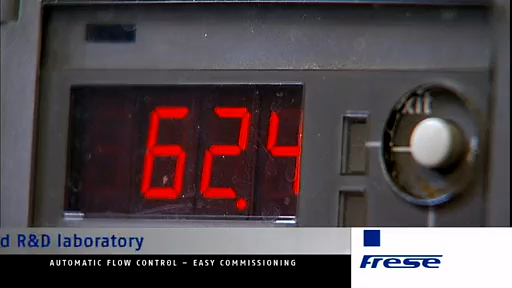 xit
62.4
d R&D laboratory
AUTOMATIC FLOW CONTROL – EASY COMMISSIONING
Frese